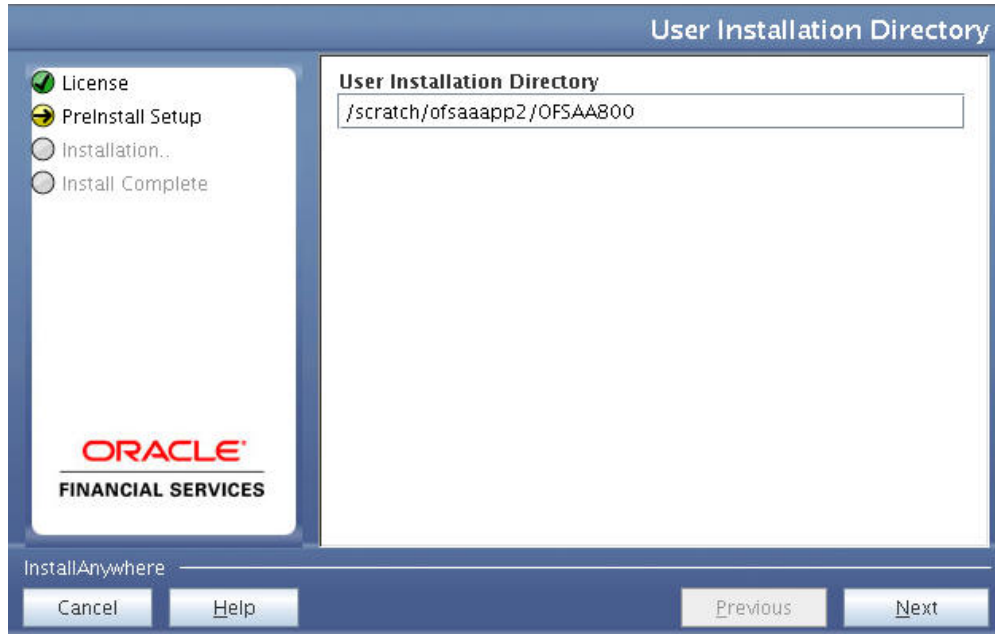 User Installation Directory
License
PreInstall Setup
Installation..
Install Complete
ORACLE®
FINANCIAL SERVICES
User Installation Directory
/scratch/ofsaaapp2/OFSAA800
InstallAnywhere
Cancel
Help
Previous
Next